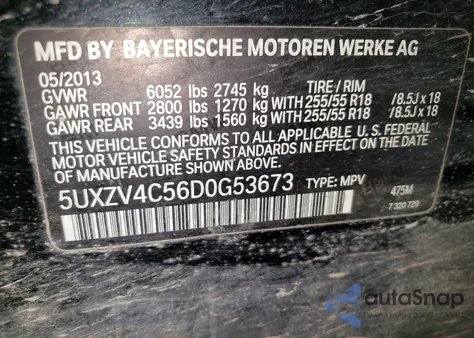 MFD BY BAYERISCHE MOTOREN WERKE AG
05/2013
GVWR 6052 lbs 2745 kg TIRE / RIM
GAWR FRONT 2800 lbs 1270 kg WITH 255/55 R18 /8.5J x 18
GAWR REAR 3439 lbs 1560 kg WITH 255/55 R18 /8.5J x 18
THIS VEHICLE CONFORMS TO ALL APPLICABLE U.S. FEDERAL
MOTOR VEHICLE SAFETY STANDARDS
IN EFFECT ON THE DATE OF MANUFACTURE SHOWN ABOVE.
5UXZV4C56D0G53673 TYPE: MPV
475M
7 320 729
autoSnap